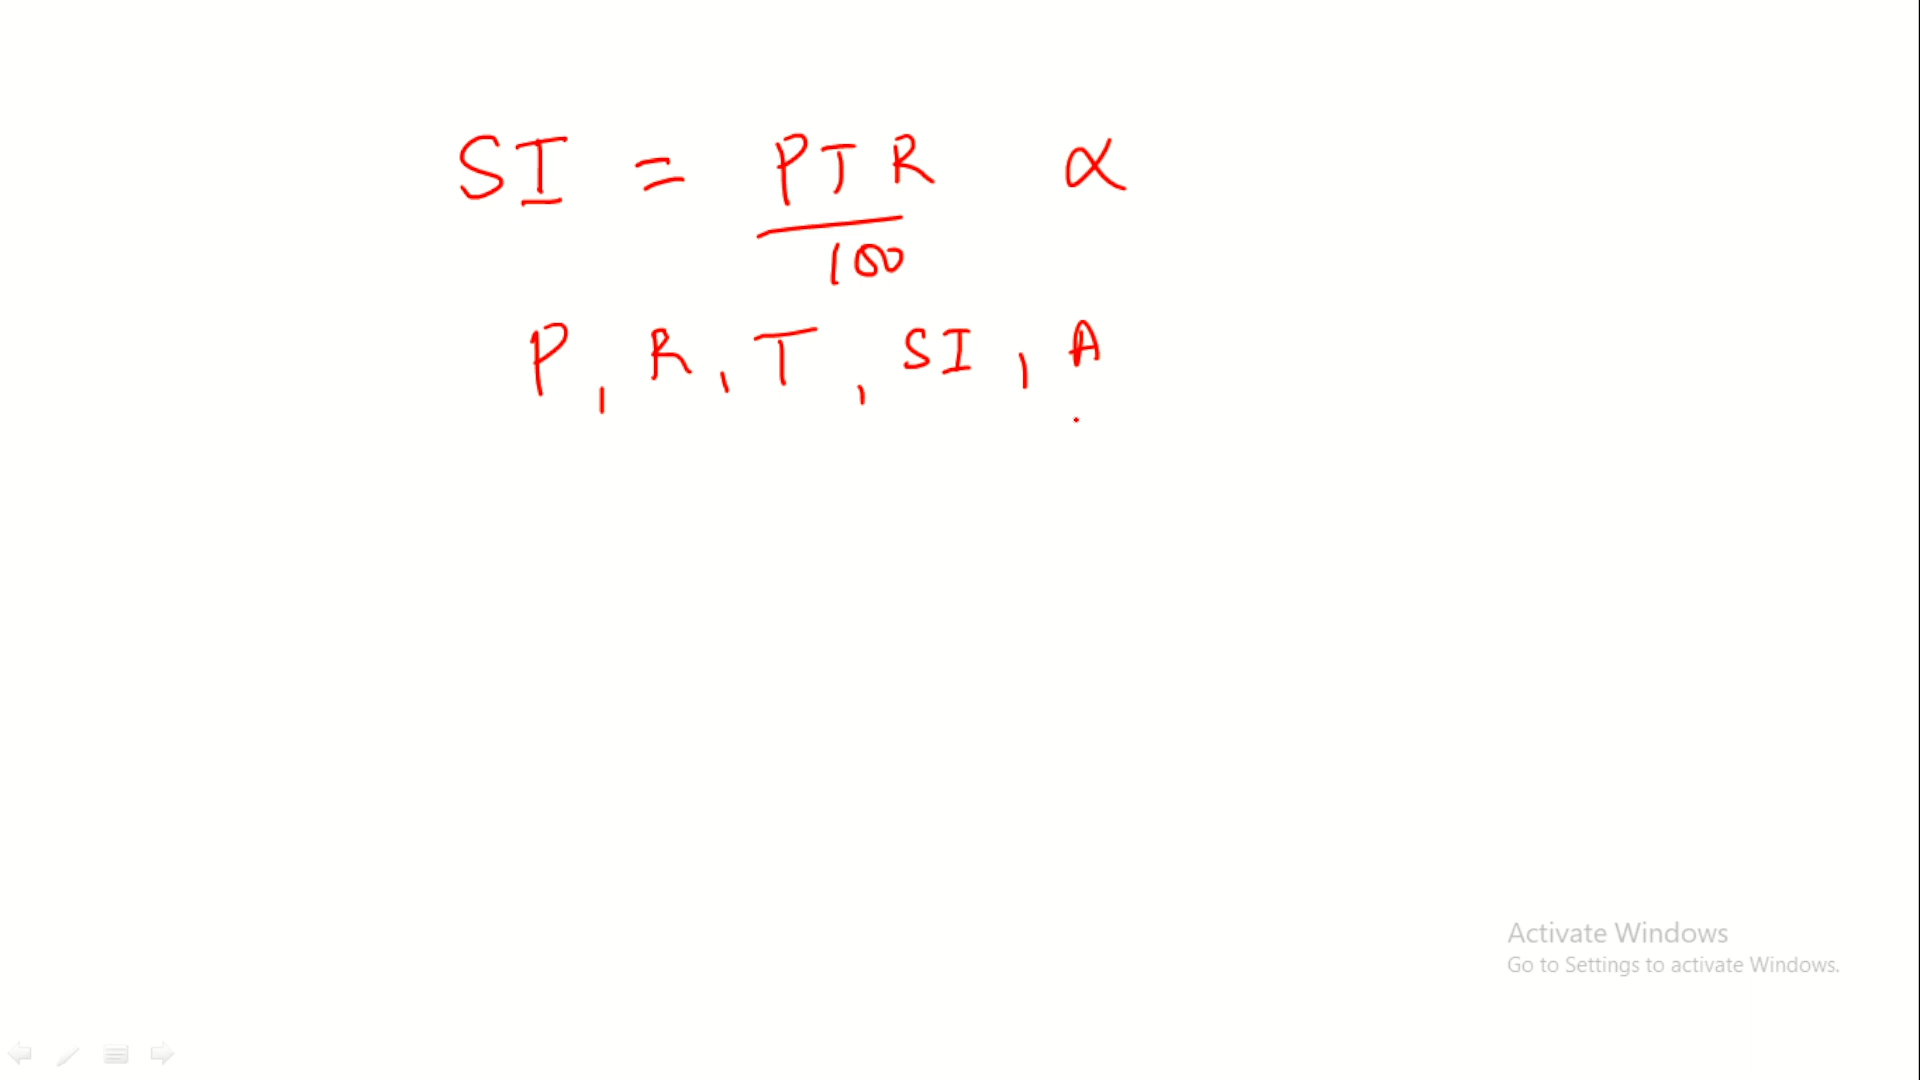 SI = PTR α
100
P, R, T, SI, A
Activate Windows
Go to Settings to activate Windows.